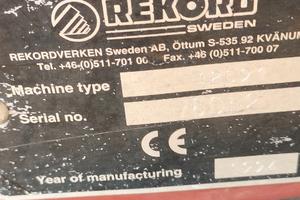 REKORD
SWEDEN
REKORDVERKEN Sweden AB, Öttum S-535 92 KVÄNUM
Tel. +46-(0)511-701 00 Fax. +46-(0)511-700 07
Machine type
Serial no.
CE
Year of manufacturing